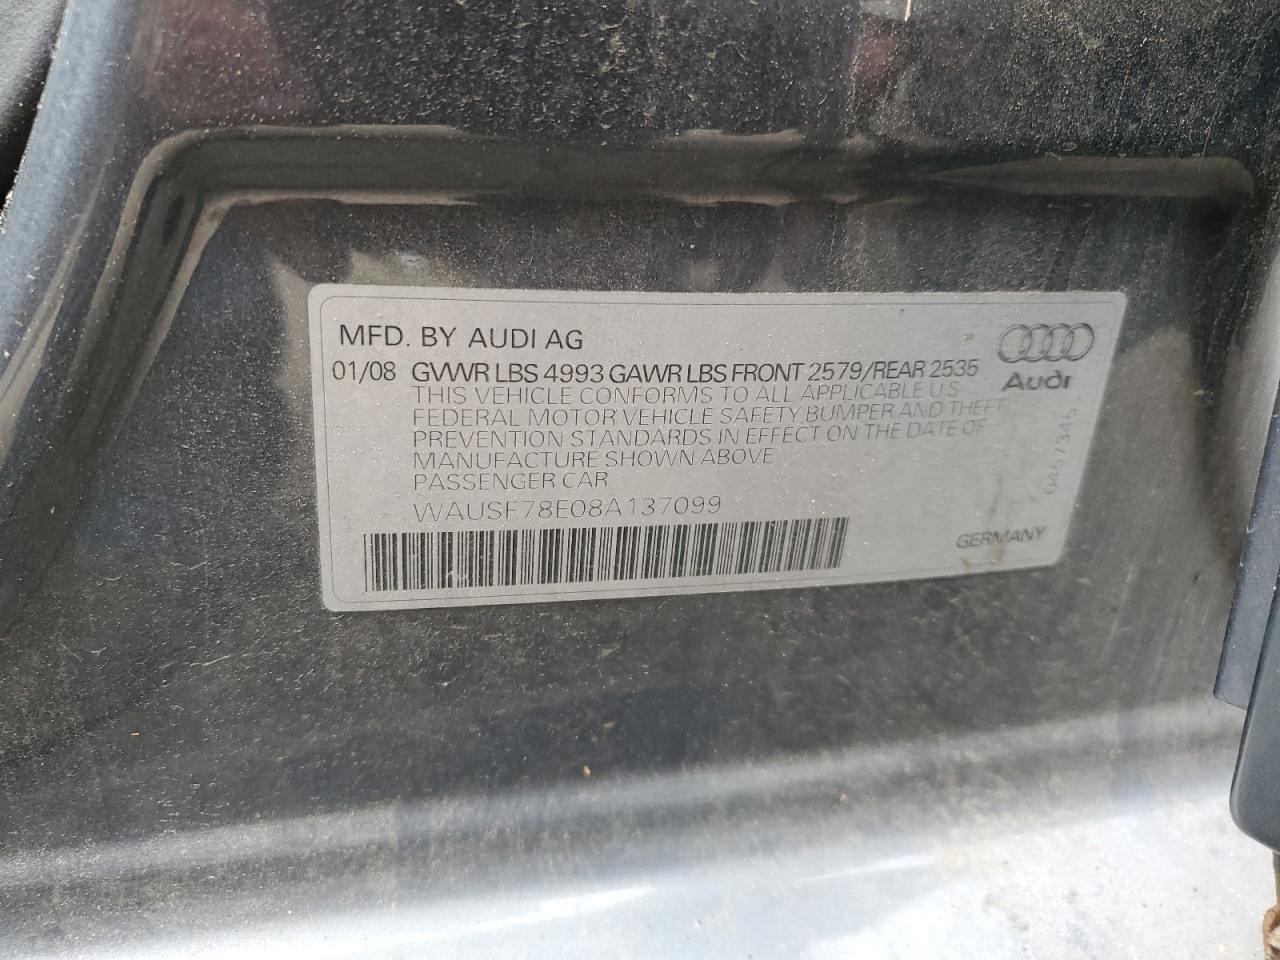 MFD. BY AUDI AG
01/08 GVWR LBS 4993 GAWR LBS FRONT 2579/REAR 2535
Audi
THIS VEHICLE CONFORMS TO ALL APPLICABLE U.S.
FEDERAL MOTOR VEHICLE SAFETY, BUMPER AND THEFT
PREVENTION STANDARDS IN EFFECT ON THE DATE OF
MANUFACTURE SHOWN ABOVE
PASSENGER CAR
WAUSF78E08A137099
GERMANY